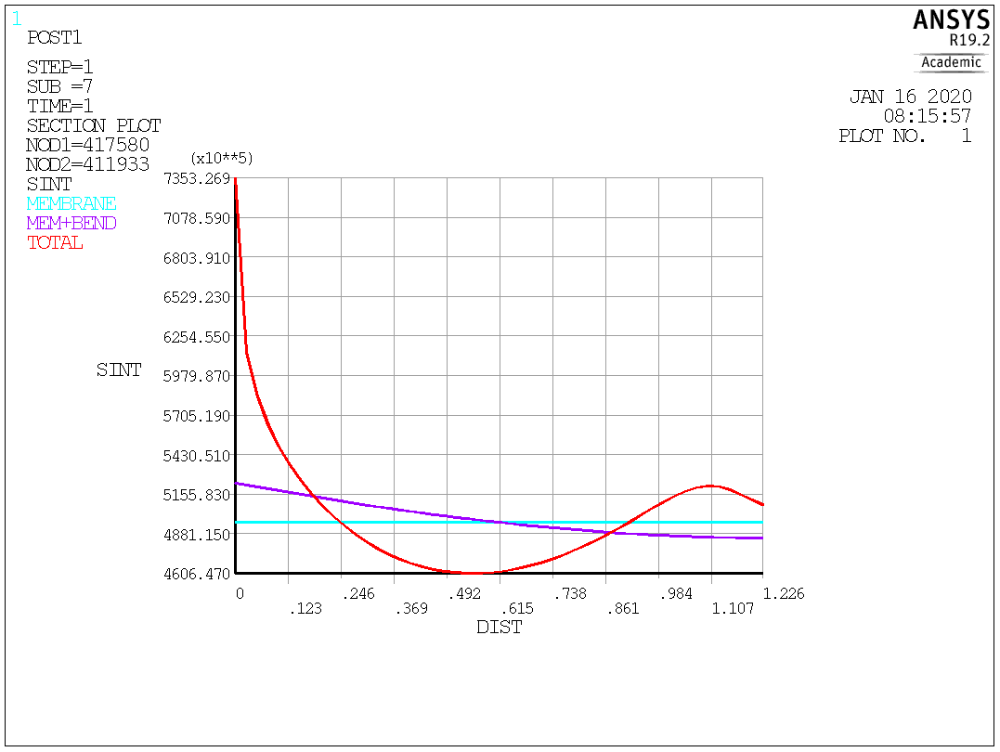 1
POST1
STEP=1
SUB =7
TIME=1
SECTION PLOT
NOD1=417580
NOD2=411933
SINT
MEMBRANE
MEM+BEND
TOTAL
ANSYS
R19.2
Academic
JAN 16 2020
08:15:57
PLOT NO. 1
(x10**5)
7353.269
7078.590
6803.910
6529.230
6254.550
5979.870
5705.190
5430.510
5155.830
4881.150
4606.470
SINT
0 .246 .492 .738 .984 1.226
.123 .369 .615 .861 1.107
DIST